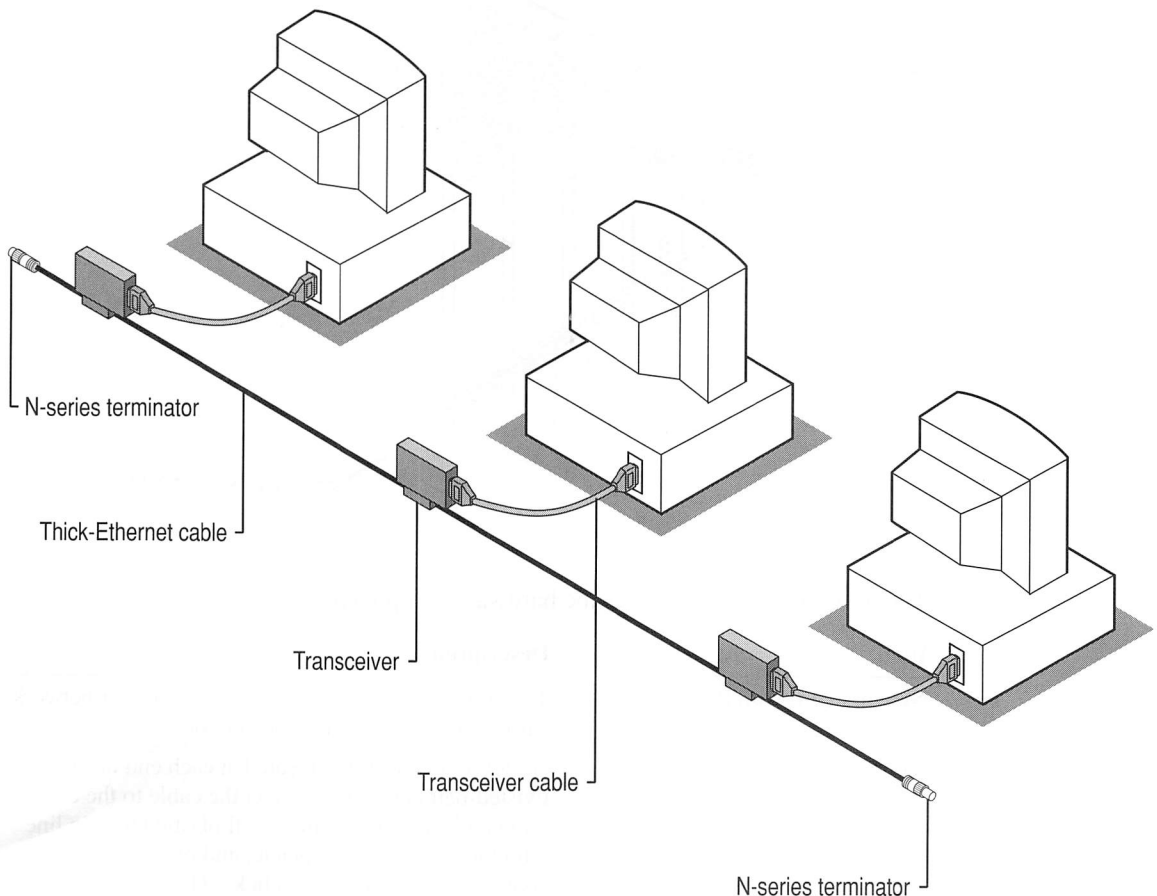 N-series terminator
Thick-Ethernet cable
Transceiver
Transceiver cable
N-series terminator